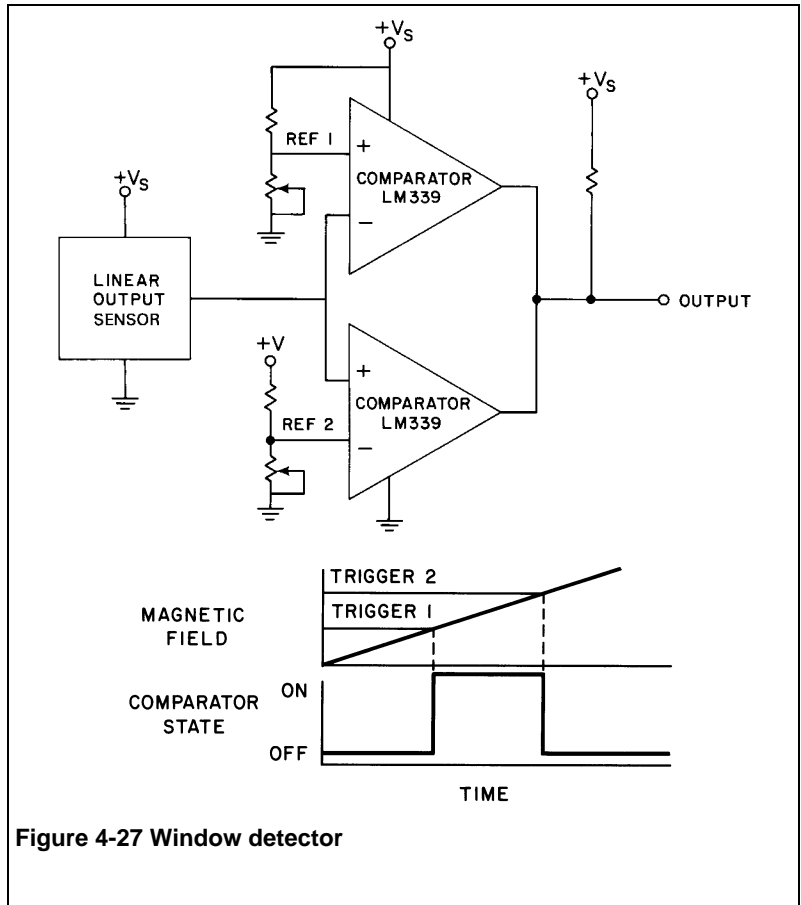 +VS
+VS
REF 1
+
COMPARATOR
LM339
−
+VS
LINEAR
OUTPUT
SENSOR
OUTPUT
+V
+
COMPARATOR
LM339
REF 2
−
TRIGGER 2
TRIGGER 1
MAGNETIC
FIELD
ON
COMPARATOR
STATE
OFF
TIME
Figure 4-27 Window detector